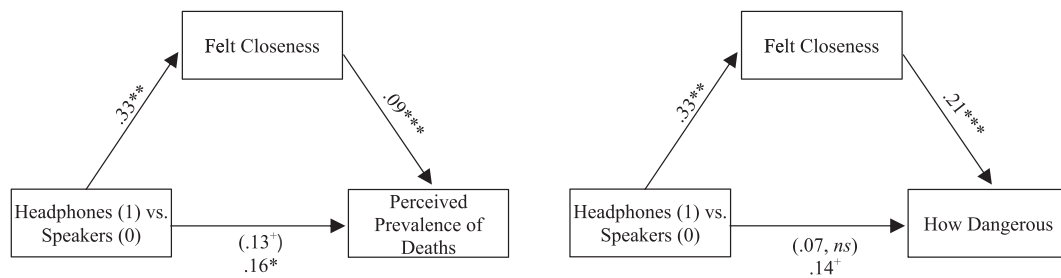 Felt Closeness
.33**
.09***
Headphones (1) vs.
Speakers (0)
(.13⁺)
.16*
Perceived
Prevalence of
Deaths
Felt Closeness
.33**
.21***
Headphones (1) vs.
Speakers (0)
(.07, ns)
.14⁺
How Dangerous